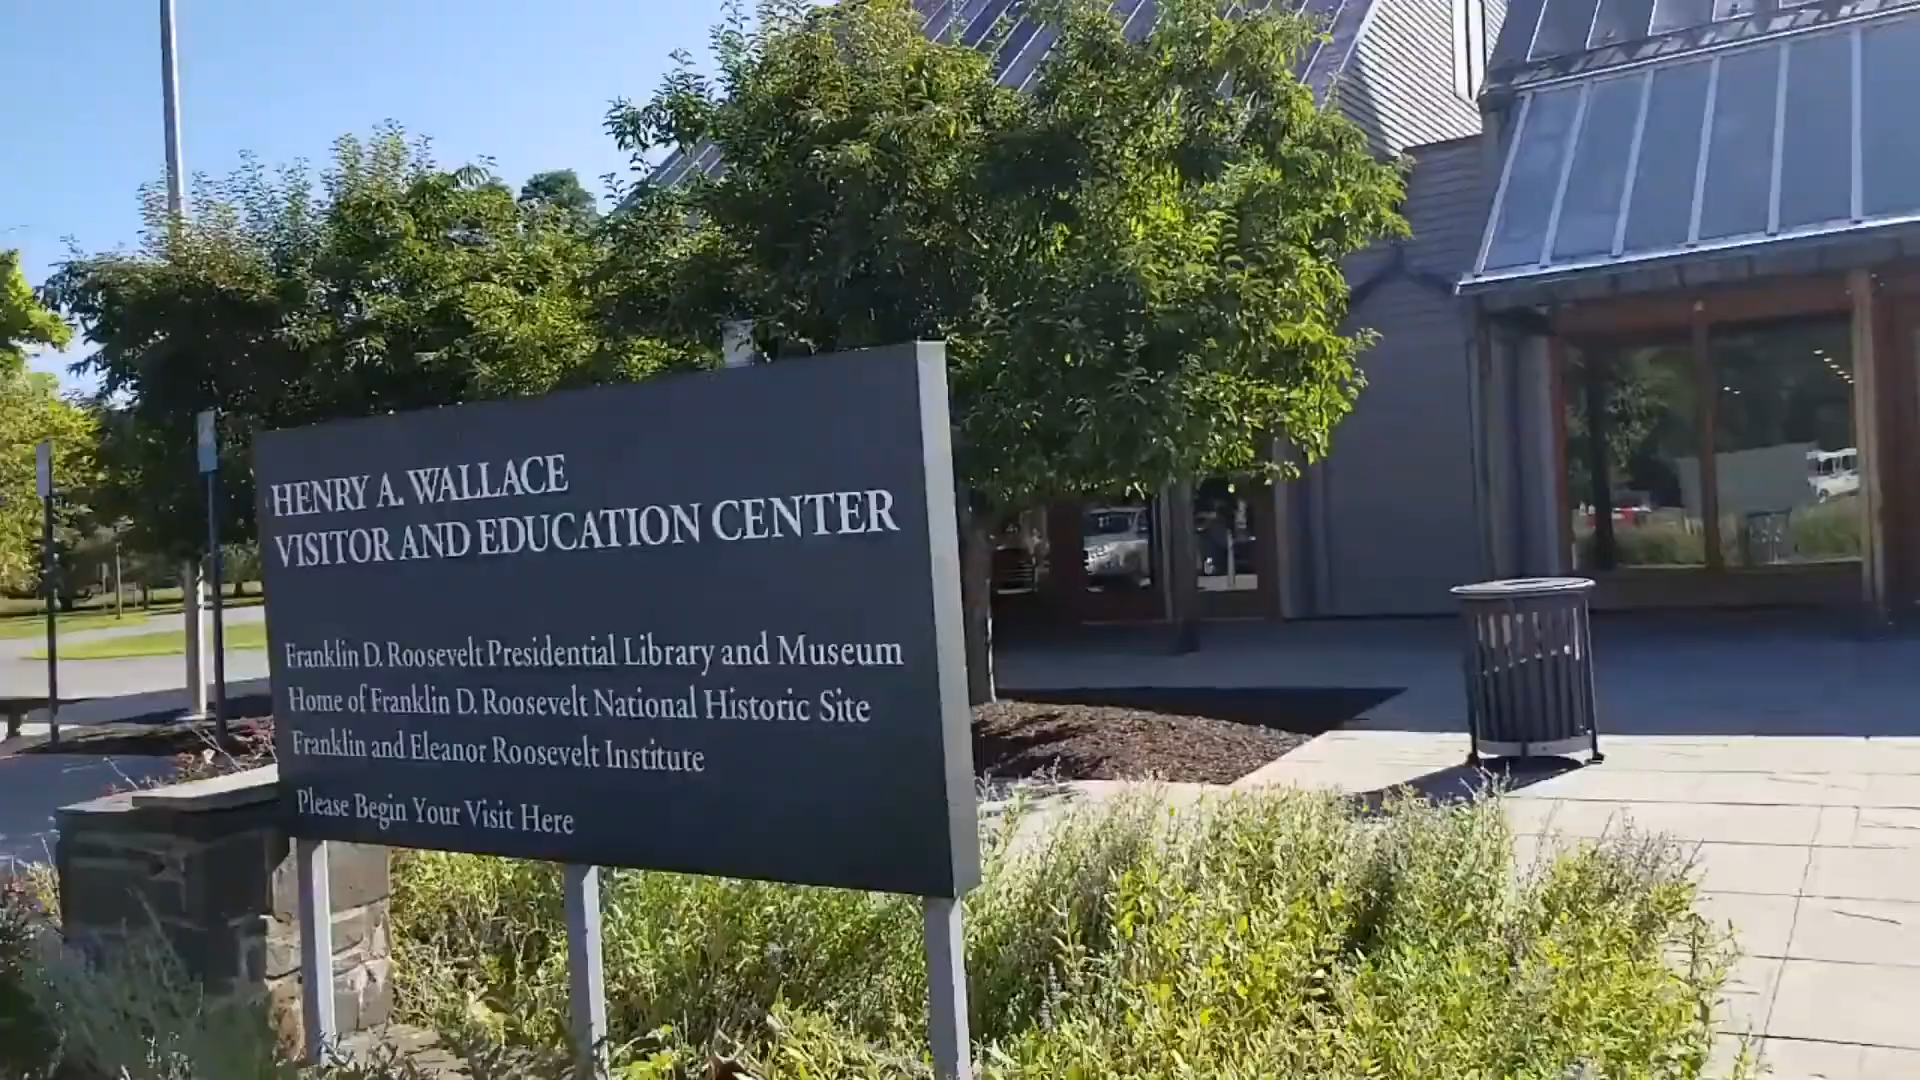 HENRY A. WALLACE
VISITOR AND EDUCATION CENTER
Franklin D. Roosevelt Presidential Library and Museum
Home of Franklin D. Roosevelt National Historic Site
Franklin and Eleanor Roosevelt Institute
Please Begin Your Visit Here